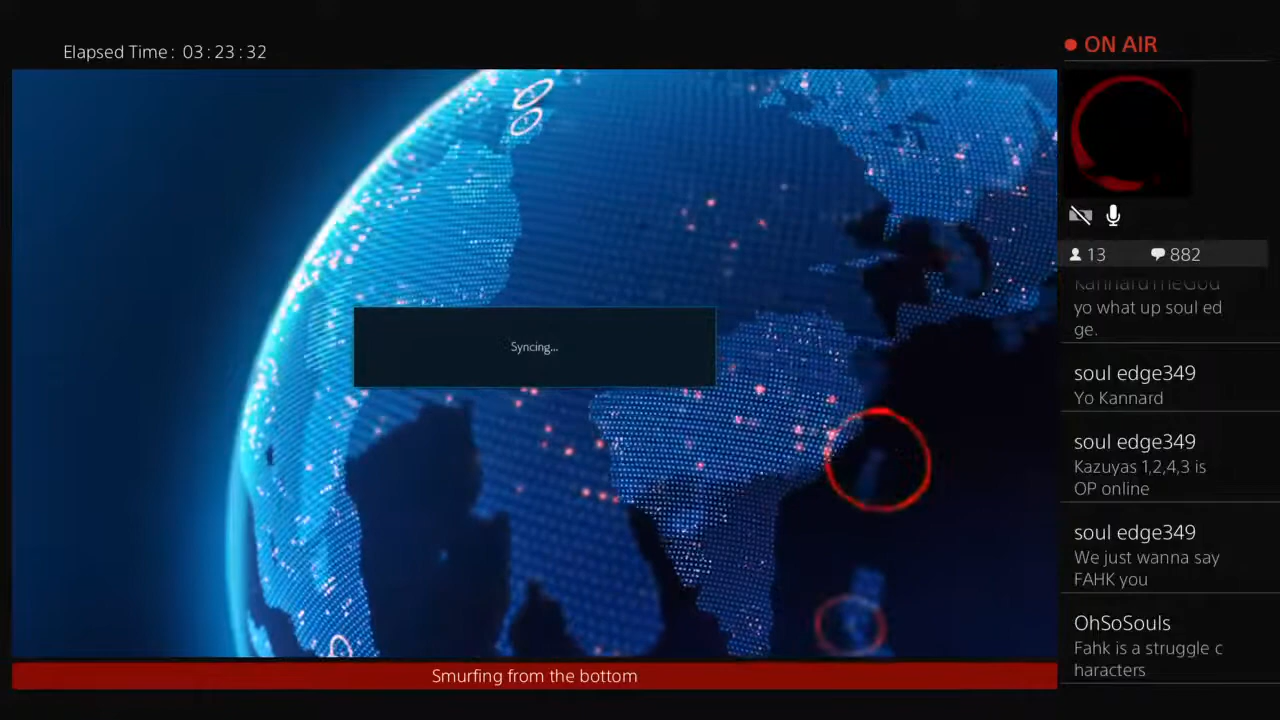 Elapsed Time: 03:23:32
ON AIR
13 882
KannardTheGod
yo what up soul ed
ge.
soul edge349
Yo Kannard
soul edge349
Kazuyas 1,2,4,3 is
OP online
soul edge349
We just wanna say
FAHK you
OhSoSouls
Fahk is a struggle c
haracters
Syncing...
Smurfing from the bottom